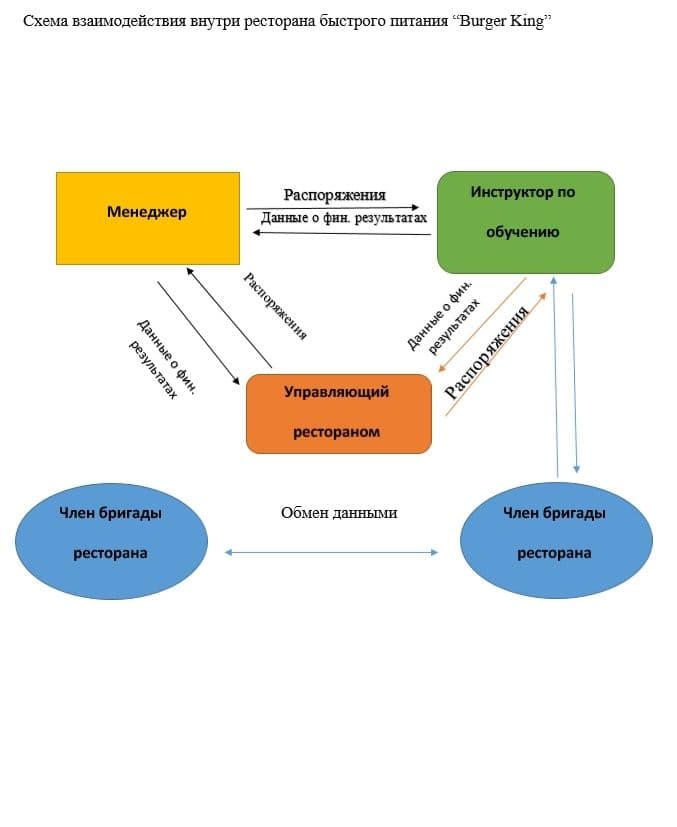 Схема взаимодействия внутри ресторана быстрого питания “Burger King”
Менеджер
Распоряжения
Данные о фин. результатах
Инструктор по
обучению
Данные о фин.
результатах
Распоряжения
Данные о фин.
результатах
Распоряжения
Управляющий
рестораном
Член бригады
ресторана
Обмен данными
Член бригады
ресторана